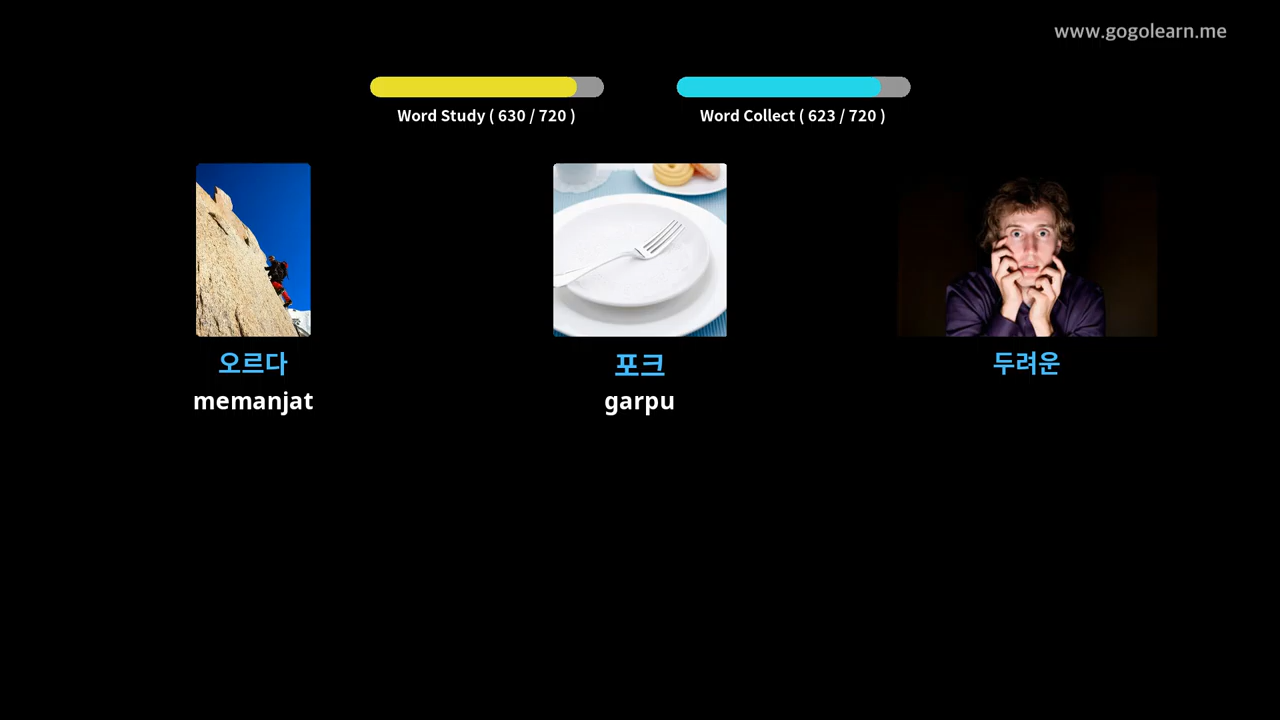 www.gogolearn.me
Word Study ( 630 / 720 )
Word Collect ( 623 / 720 )
오르다
memanjat
포크
garpu
두려운